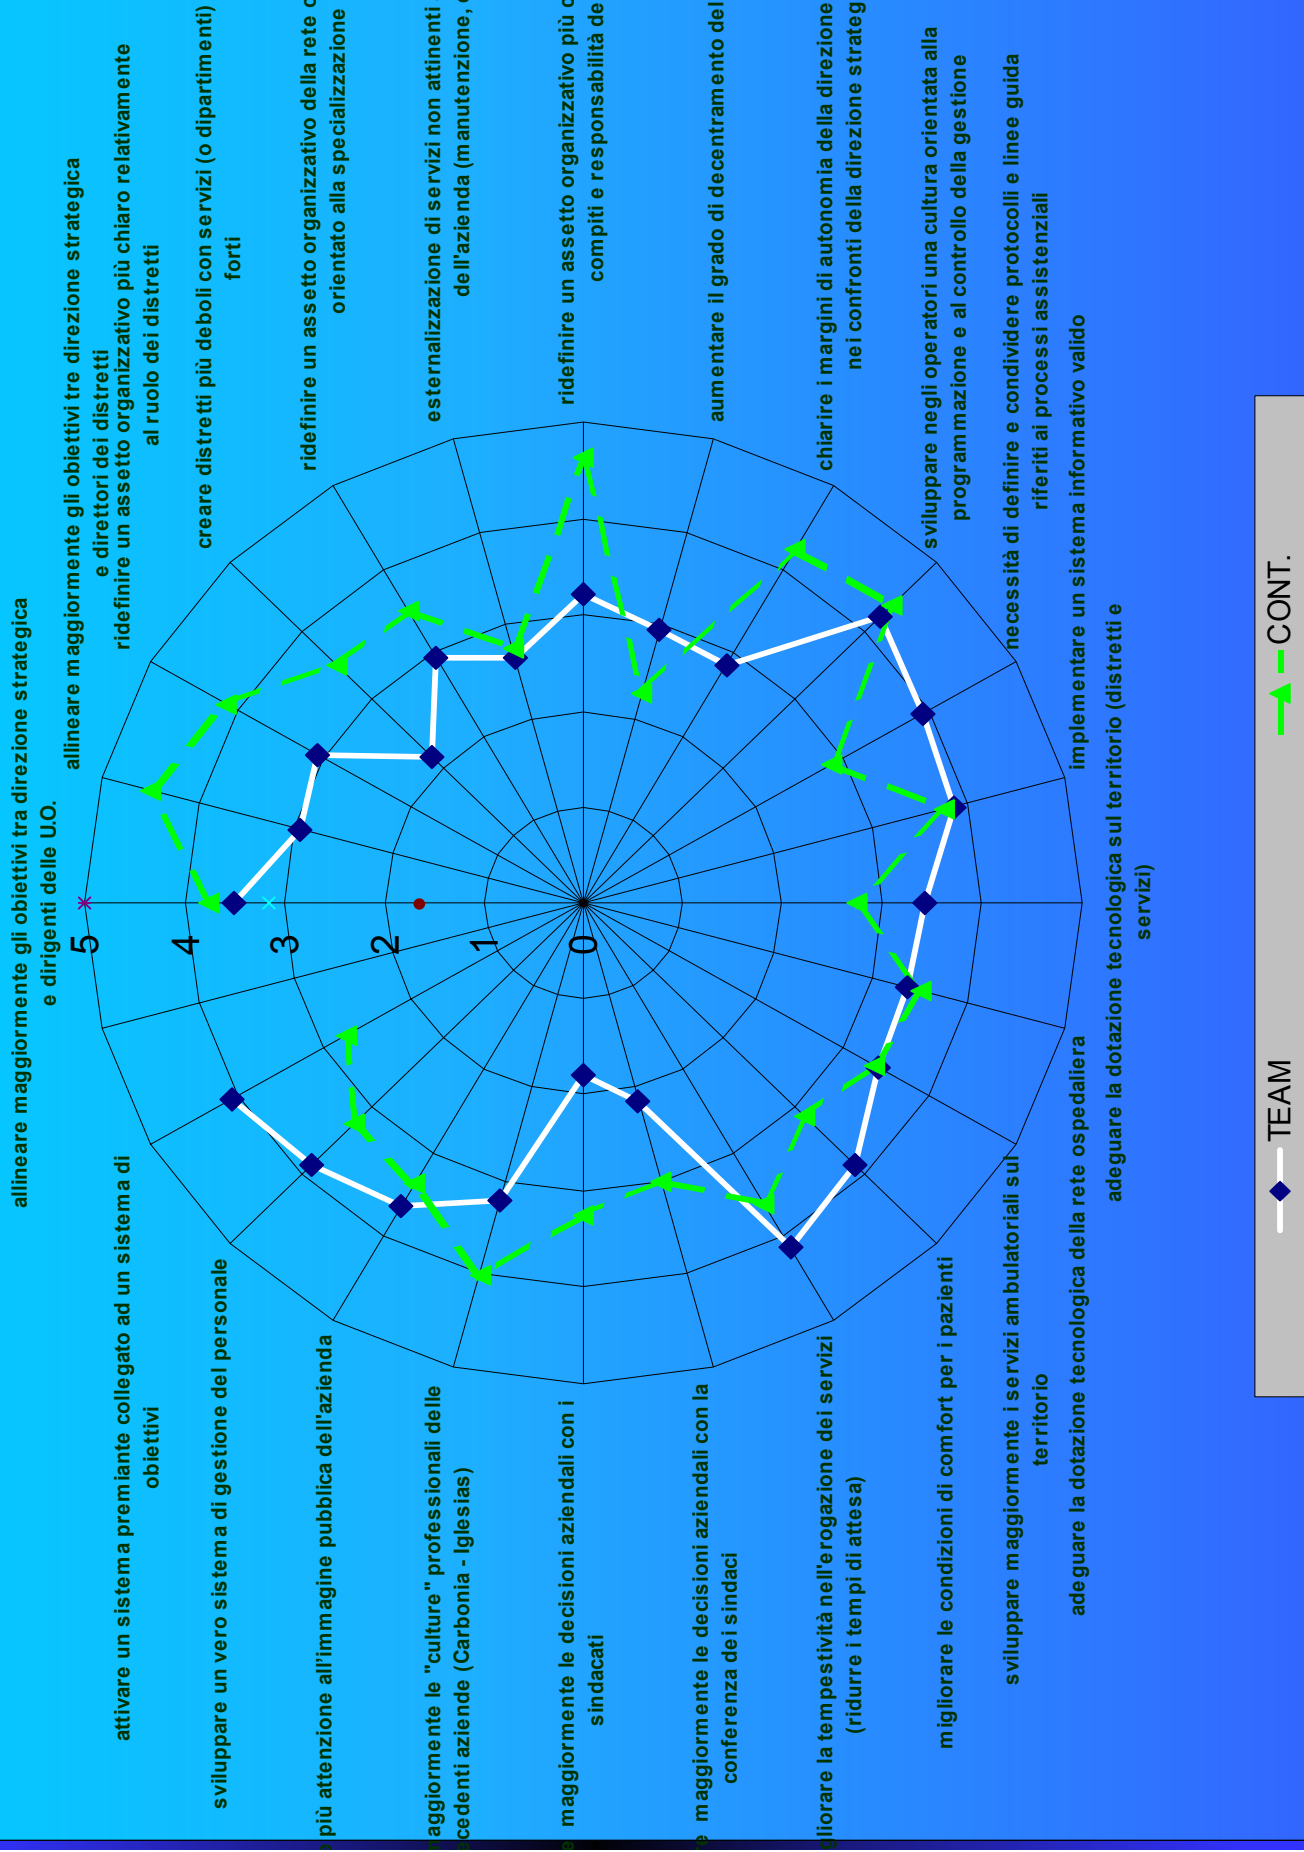 allineare maggiormente gli obiettivi tra direzione strategica
e dirigenti delle U.O.
allineare maggiormente gli obiettivi tre direzione strategica
e direttori dei distretti
ridefinire un assetto organizzativo più chiaro relativamente
al ruolo dei distretti
creare distretti più deboli con servizi (o dipartimenti)
forti
ridefinire un assetto organizzativo della rete
orientato alla specializzazione
esternalizzazione di servizi non attinenti
dell'azienda (manutenzione,
ridefinire un assetto organizzativo più
compiti e responsabilità
aumentare il grado di decentramento
chiarire i margini di autonomia della direzione
nei confronti della direzione
sviluppare negli operatori una cultura orientata alla
programmazione e al controllo della gestione
necessità di definire e condividere protocolli e linee guida
riferiti ai processi assistenziali
implementare un sistema informativo valido
adeguare la dotazione tecnologica sul territorio (distretti e
servizi)
adeguare la dotazione tecnologica della rete ospedaliera
sviluppare maggiormente i servizi ambulatoriali sul
territorio
migliorare le condizioni di comfort per i pazienti
gliorare la tempestività nell'erogazione dei servizi
(ridurre i tempi di attesa)
maggiormente le decisioni aziendali con la
conferenza dei sindaci
maggiormente le decisioni aziendali con i
sindacati
aggiormente le "culture" professionali delle
cedenti aziende (Carbonia - Iglesias)
più attenzione all'immagine pubblica dell'azienda
sviluppare un vero sistema di gestione del personale
attivare un sistema premiante collegato ad un sistema di
obiettivi
5
4
3
2
1
0
TEAM
CONT.